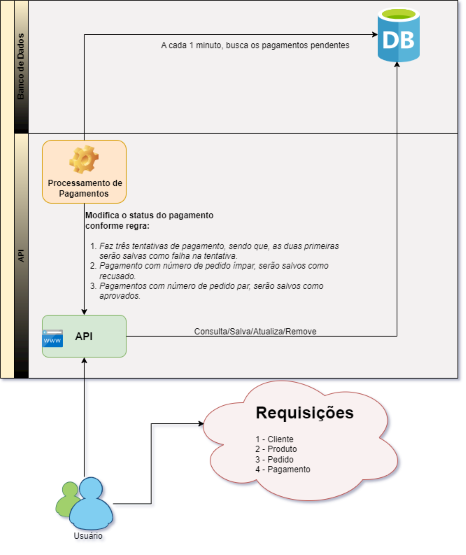 Banco de Dados
A cada 1 minuto, busca os pagamentos pendentes
DB
API
Processamento de
Pagamentos
Modifica o status do pagamento
conforme regra:
1. Faz três tentativas de pagamento, sendo que, as duas primeiras
serão salvas como falha na tentativa.
2. Pagamento com número de pedido ímpar, serão salvos como
recusado.
3. Pagamentos com número de pedido par, serão salvos como
aprovados.
www
API
Consulta/Salva/Atualiza/Remove
Requisições
1 - Cliente
2 - Produto
3 - Pedido
4 - Pagamento
Usuário